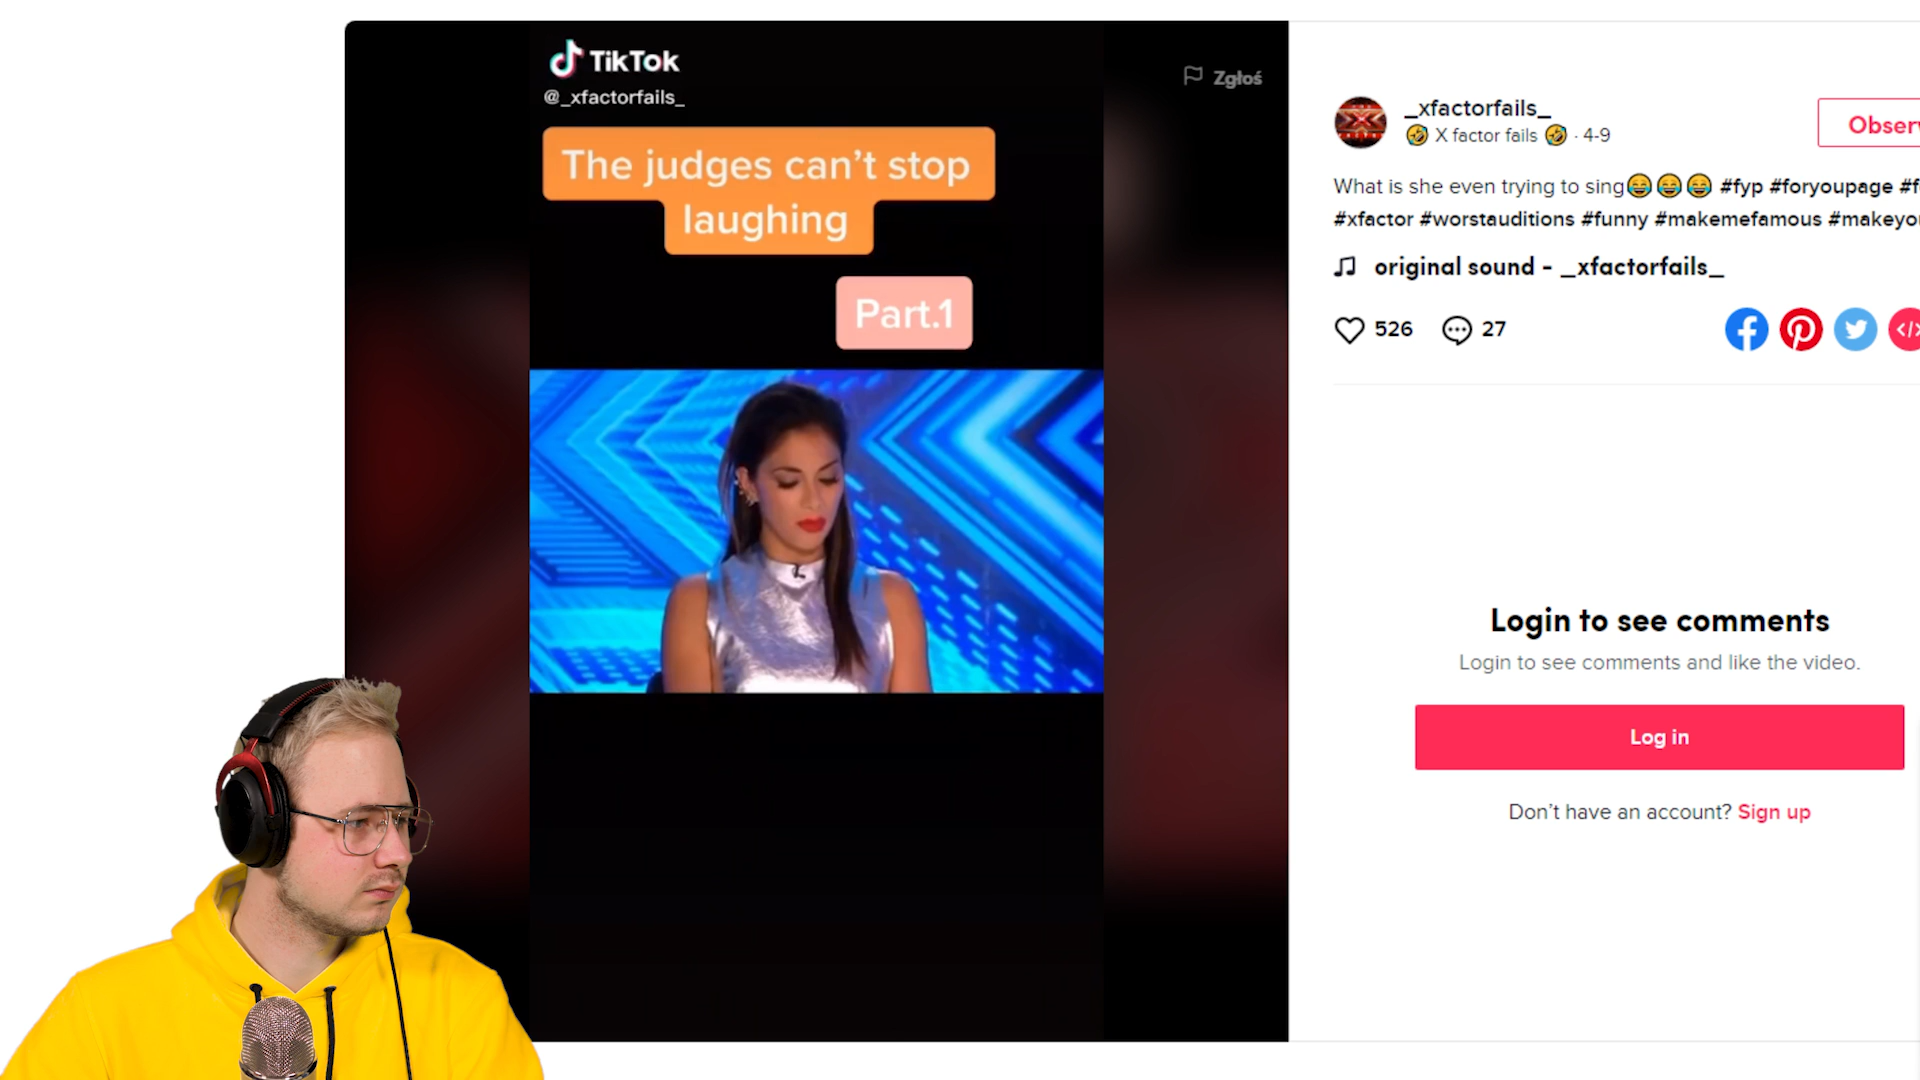 TikTok
@_xfactorfails_
Zgłoś
The judges can't stop
laughing
Part.1
_xfactorfails_
X factor fails · 4-9
What is she even trying to sing😂😂😂 #fyp #foryoupage
#xfactor #worstauditions #funny #makemefamous
original sound - _xfactorfails_
526 27
Login to see comments
Login to see comments and like the video.
Log in
Don't have an account? Sign up